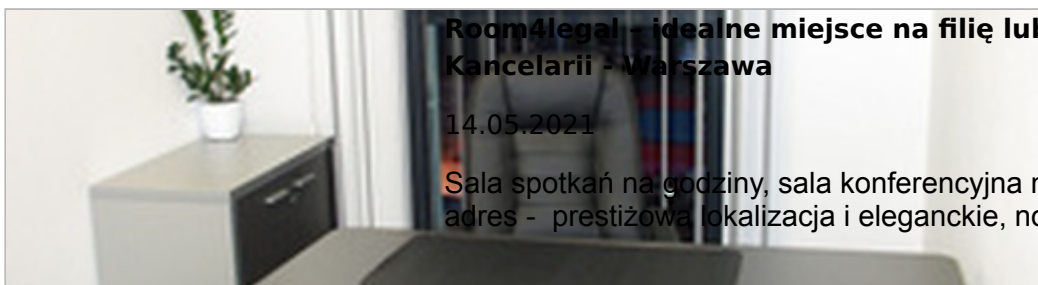 Room4legal – idealne miejsce na filię lub
Kancelarii - Warszawa
14.05.2021
Sala spotkań na godziny, sala konferencyjna
adres - prestiżowa lokalizacja i eleganckie,